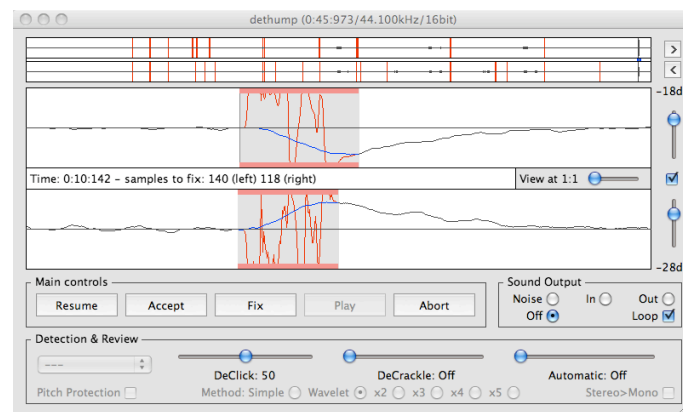 dethump (0:45:973/44.100kHz/16bit)
>
<
-18d
Time: 0:10:142 - samples to fix: 140 (left) 118 (right)
View at 1:1
-28d
Main controls
Resume
Accept
Fix
Play
Abort
Sound Output
Noise
In
Out
Off
Loop
Detection & Review
---
DeClick: 50
DeCrackle: Off
Automatic: Off
Pitch Protection
Method: Simple
Wavelet
x2
x3
x4
x5
Stereo>Mono